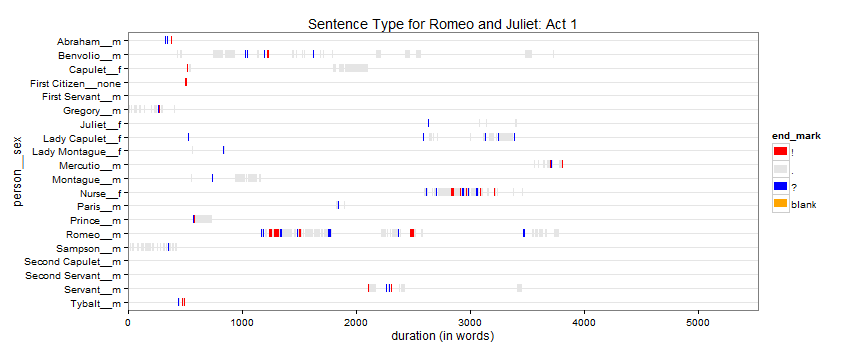 Sentence Type for Romeo and Juliet: Act 1
person__sex
Abraham__m
Benvolio__m
Capulet__f
First Citizen__none
First Servant__m
Gregory__m
Juliet__f
Lady Capulet__f
Lady Montague__f
Mercutio__m
Montague__m
Nurse__f
Paris__m
Prince__m
Romeo__m
Sampson__m
Second Capulet__m
Second Servant__m
Servant__m
Tybalt__m
0 1000 2000 3000 4000 5000
duration (in words)
end_mark
!
.
?
blank